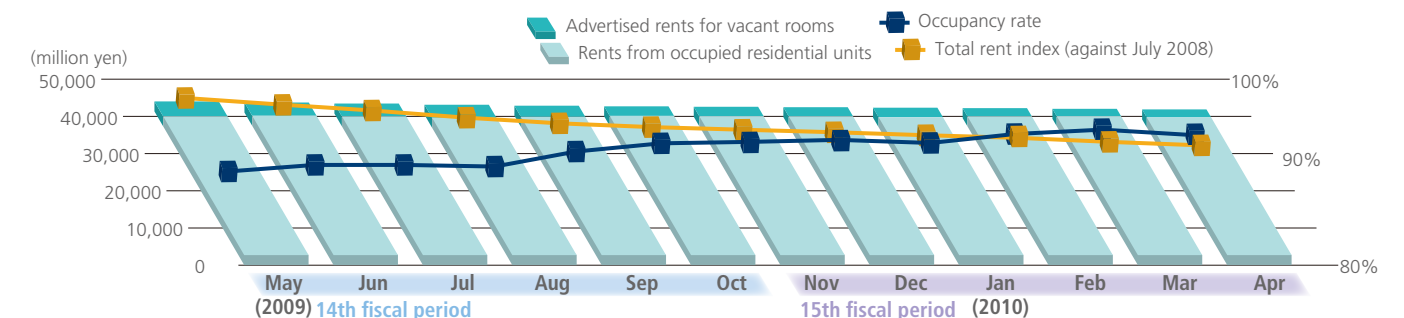 Advertised rents for vacant rooms
Occupancy rate
Rents from occupied residential units
Total rent index (against July 2008)
(million yen)
50,000
100%
40,000
30,000
90%
20,000
10,000
0
80%
May Jun Jul Aug Sep Oct Nov Dec Jan Feb Mar Apr
(2009) 14th fiscal period 15th fiscal period (2010)